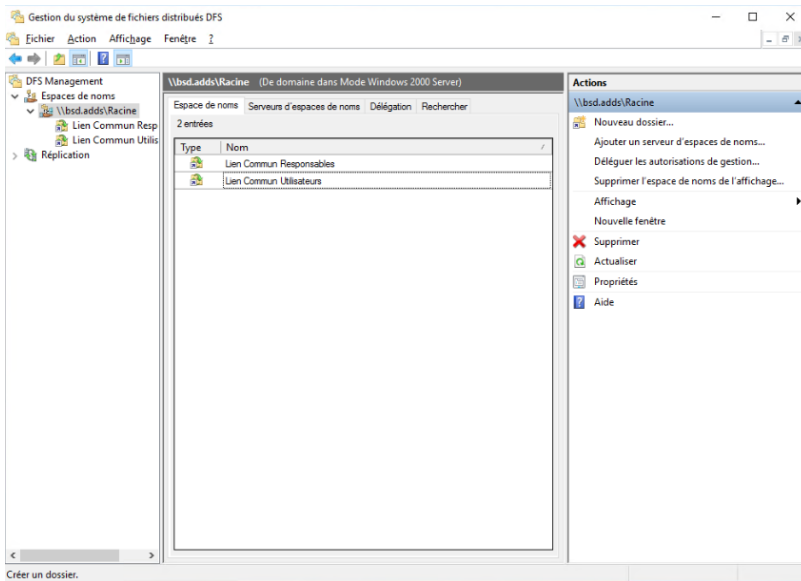 Gestion du système de fichiers distribués DFS
Fichier Action Affichage Fenêtre ?
DFS Management
Espaces de noms
\\bsd.adds\Racine
Lien Commun Resp
Lien Commun Utilis
Réplication
\\bsd.adds\Racine (De domaine dans Mode Windows 2000 Server)
Espace de noms Serveurs d'espaces de noms Délégation Rechercher
2 entrées
Type Nom
Lien Commun Responsables
Lien Commun Utilisateurs
Actions
\\bsd.adds\Racine
Nouveau dossier...
Ajouter un serveur d'espaces de noms...
Déléguer les autorisations de gestion...
Supprimer l'espace de noms de l'affichage...
Affichage
Nouvelle fenêtre
Supprimer
Actualiser
Propriétés
Aide
Créer un dossier.